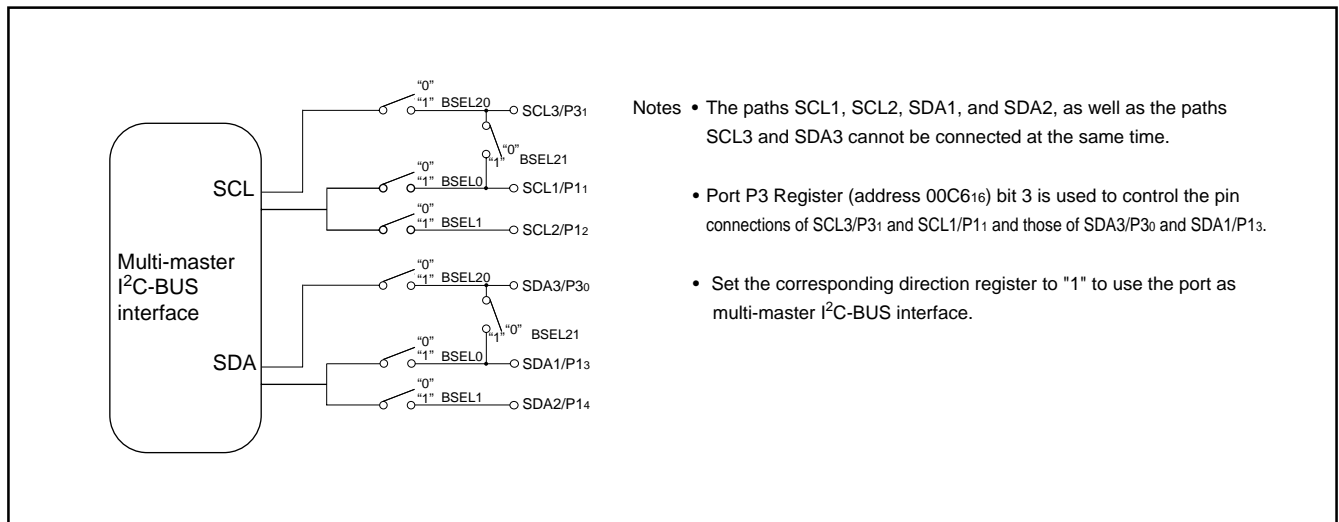 "0"
"1" BSEL20 SCL3/P31
"0"
"1" BSEL21
"0"
SCL "1" BSEL0 SCL1/P11
"0"
"1" BSEL1 SCL2/P12
Multi-master
I2C-BUS
interface
"0"
"1" BSEL20 SDA3/P30
"1" "0" BSEL21
"0"
SDA "1" BSEL0 SDA1/P13
"0"
"1" BSEL1 SDA2/P14
Notes • The paths SCL1, SCL2, SDA1, and SDA2, as well as the paths
SCL3 and SDA3 cannot be connected at the same time.
• Port P3 Register (address 00C616) bit 3 is used to control the pin
connections of SCL3/P31 and SCL1/P11 and those of SDA3/P30 and SDA1/P13.
• Set the corresponding direction register to "1" to use the port as
multi-master I2C-BUS interface.